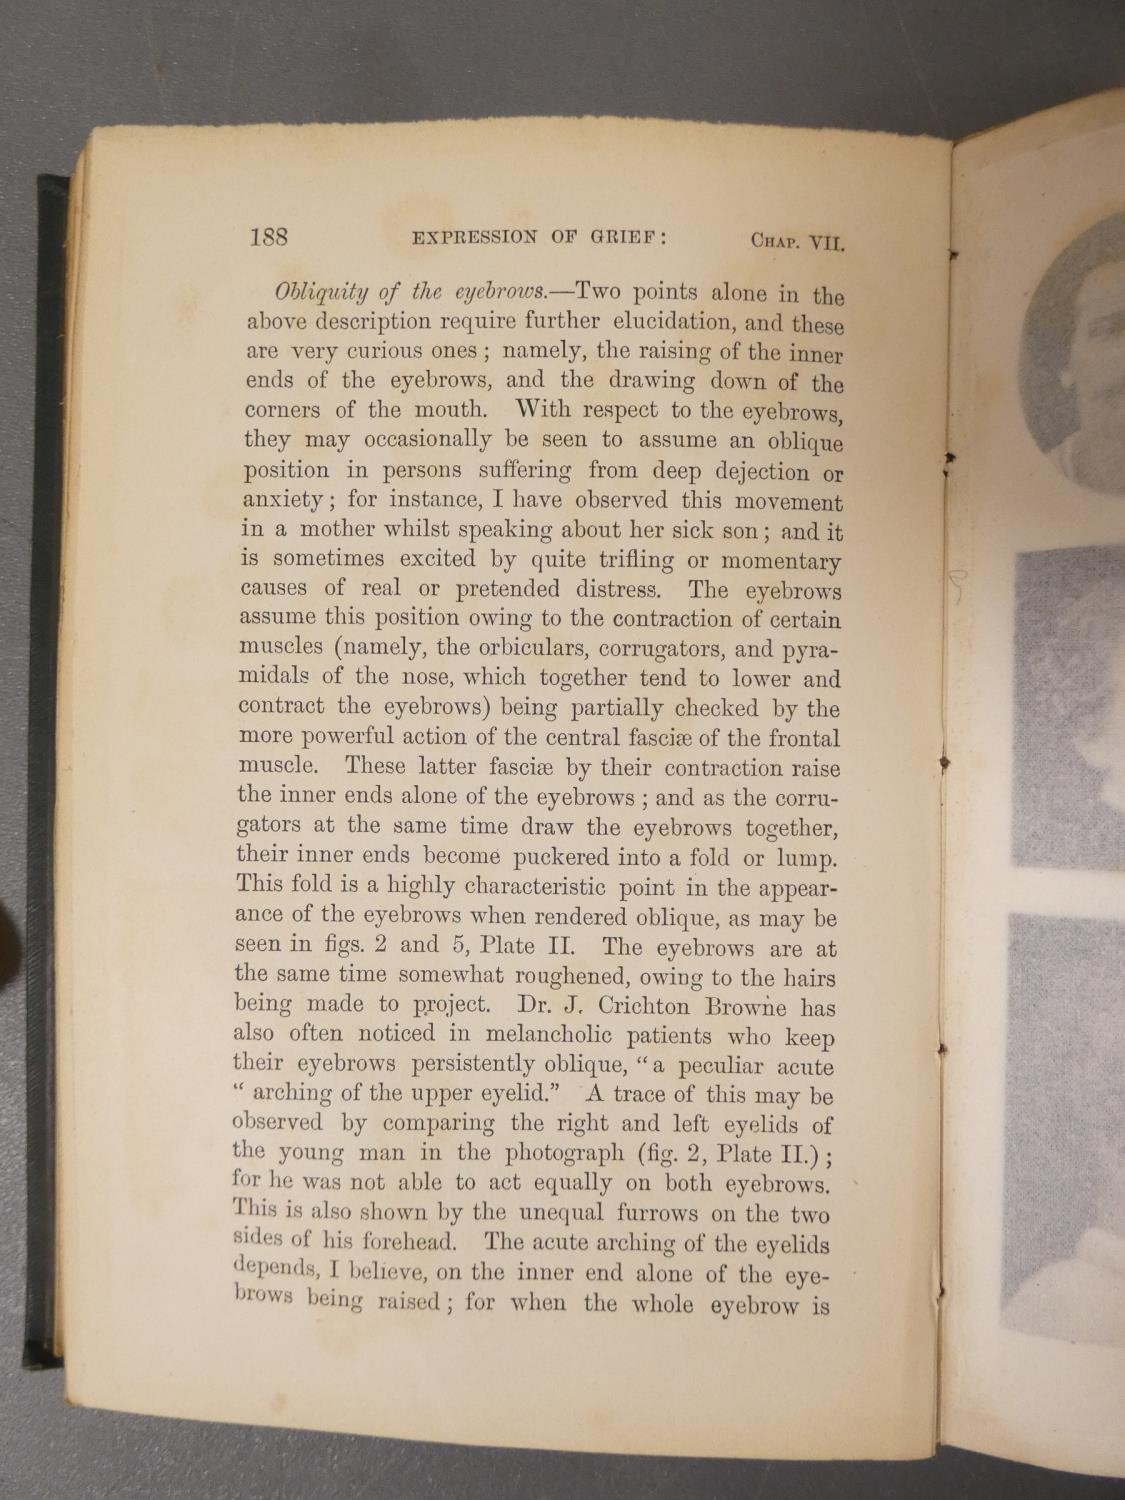 188 EXPRESSION OF GRIEF: CHAP. VII.
Obliquity of the eyebrows.—Two points alone in the
above description require further elucidation, and these
are very curious ones; namely, the raising of the inner
ends of the eyebrows, and the drawing down of the
corners of the mouth. With respect to the eyebrows,
they may occasionally be seen to assume an oblique
position in persons suffering from deep dejection or
anxiety; for instance, I have observed this movement
in a mother whilst speaking about her sick son; and it
is sometimes excited by quite trifling or momentary
causes of real or pretended distress. The eyebrows
assume this position owing to the contraction of certain
muscles (namely, the orbiculars, corrugators, and pyra-
midals of the nose, which together tend to lower and
contract the eyebrows) being partially checked by the
more powerful action of the central fasciæ of the frontal
muscle. These latter fasciæ by their contraction raise
the inner ends alone of the eyebrows; and as the corru-
gators at the same time draw the eyebrows together,
their inner ends become puckered into a fold or lump.
This fold is a highly characteristic point in the appear-
ance of the eyebrows when rendered oblique, as may be
seen in figs. 2 and 5, Plate II. The eyebrows are at
the same time somewhat roughened, owing to the hairs
being made to project. Dr. J. Crichton Browne has
also often noticed in melancholic patients who keep
their eyebrows persistently oblique, "a peculiar acute
" arching of the upper eyelid." A trace of this may be
observed by comparing the right and left eyelids of
the young man in the photograph (fig. 2, Plate II.);
for he was not able to act equally on both eyebrows.
This is also shown by the unequal furrows on the two
sides of his forehead. The acute arching of the eyelids
depends, I believe, on the inner end alone of the eye-
brows being raised; for when the whole eyebrow is